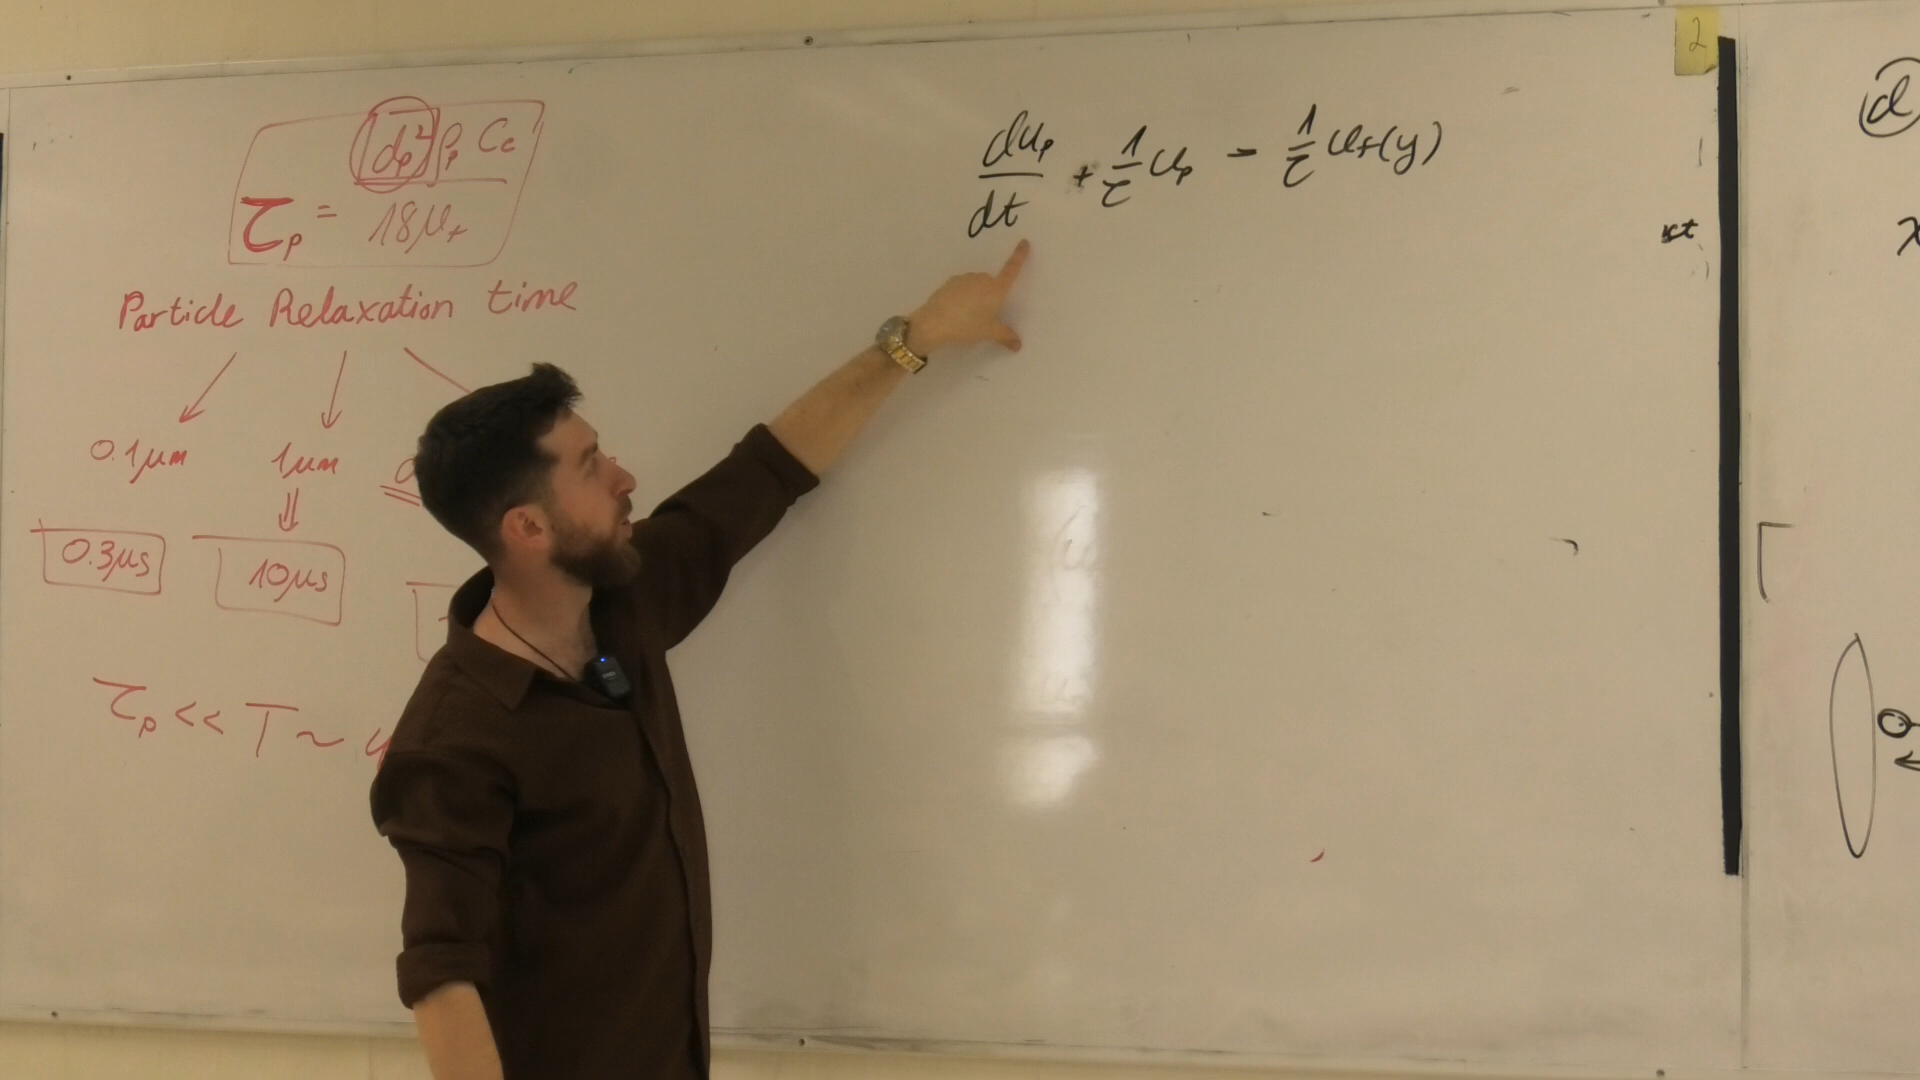 τp = dp² ρp Cc / 18μf
Particle Relaxation time
0.1μm 1μm
0.3μs 10μs
τp << T ~
dup/dt + 1/τ up = 1/τ uf(y)
2